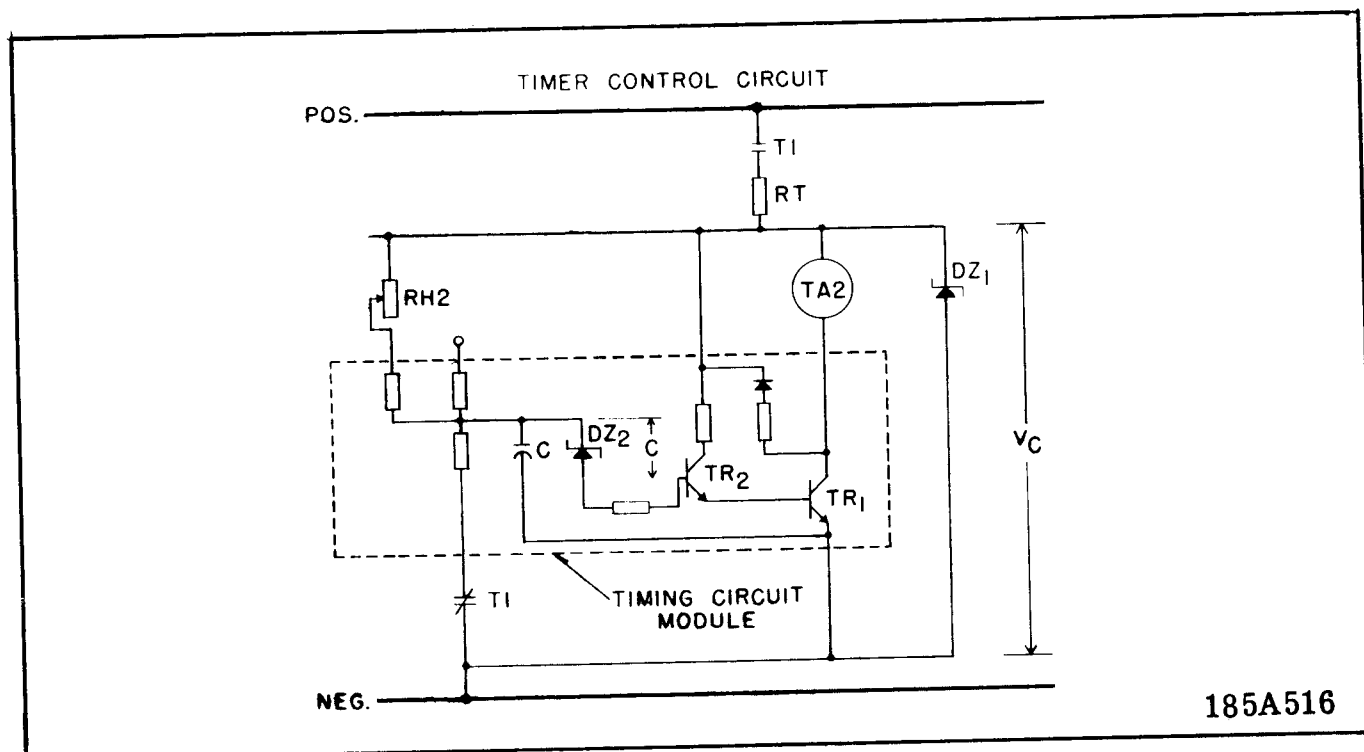 TIMER CONTROL CIRCUIT
POS.
T1
RT
RH2
TA2
DZ1
C
DZ2
C
TR2
TR1
VC
T1
TIMING CIRCUIT
MODULE
NEG.
185A516